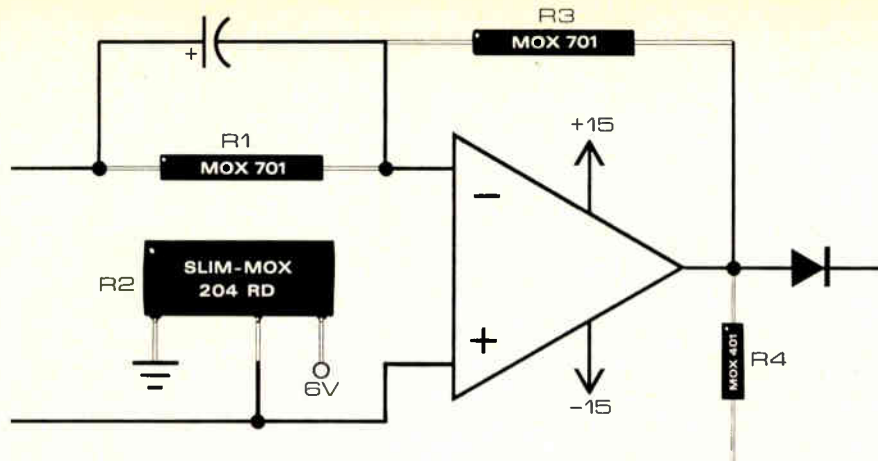 R3
MOX 701
+
R1
MOX 701
+15
−
SLIM-MOX
204 RD
R2
+
6V
-15
MOX 401
R4